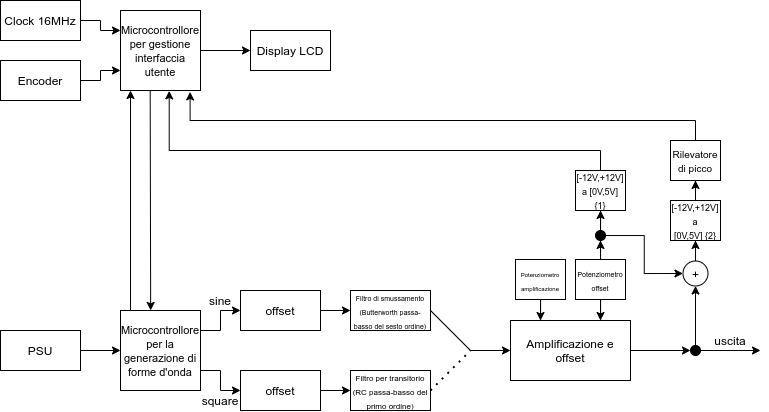 Clock 16MHz
Encoder
Microcontrollore
per gestione
interfaccia
utente
Display LCD
Rilevatore
di picco
[-12V,+12V]
a [0V,5V]
{1}
[-12V,+12V]
a
[0V,5V] {2}
Potenziometro
amplificazione
Potenziometro
offset
+
PSU
Microcontrollore
per la
generazione di
forme d'onda
sine
offset
Filtro di smussamento
(Butterworth passa-
basso del sesto ordine)
square
offset
Filtro per transitorio
(RC passa-basso del
primo ordine)
Amplificazione e
offset
uscita